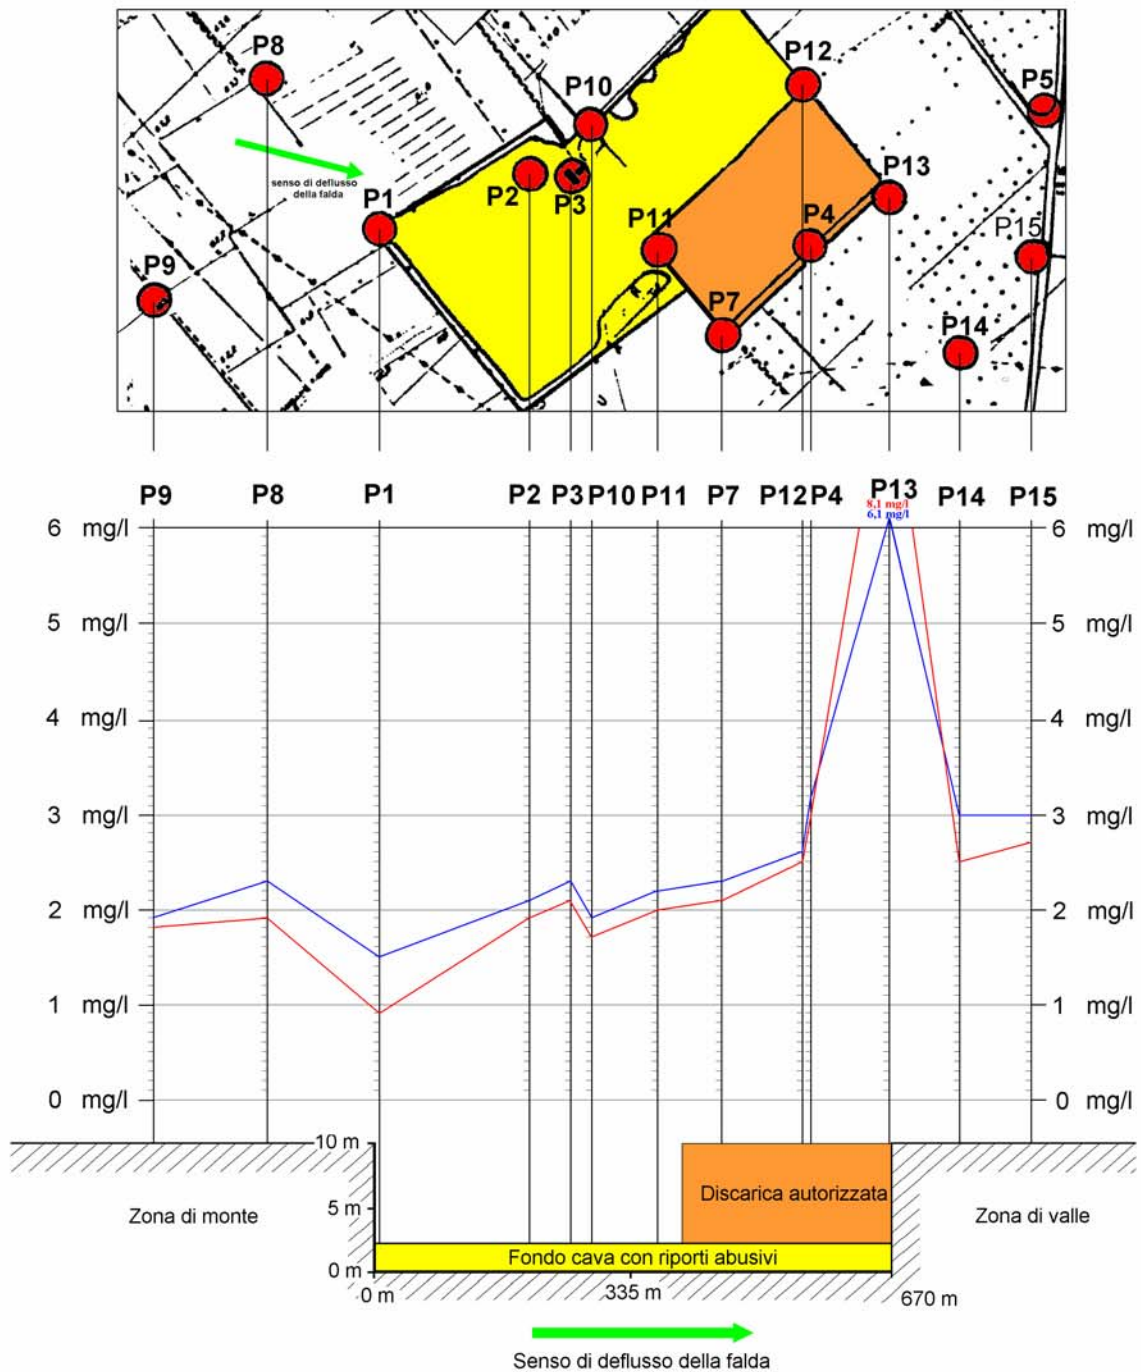 P8
P12
P5
P10
P13
senso di deflusso
della falda
P1
P2
P3
P11
P4
P15
P9
P7
P14
P9 P8 P1 P2 P3 P10 P11 P7 P12 P4 P13 P14 P15
8,1 mg/l
6,1 mg/l
6 mg/l 6 mg/l
5 mg/l 5 mg/l
4 mg/l 4 mg/l
3 mg/l 3 mg/l
2 mg/l 2 mg/l
1 mg/l 1 mg/l
0 mg/l 0 mg/l
10 m
Discarica autorizzata
5 m
Zona di monte
Zona di valle
Fondo cava con riporti abusivi
0 m
0 m 335 m 670 m
Senso di deflusso della falda